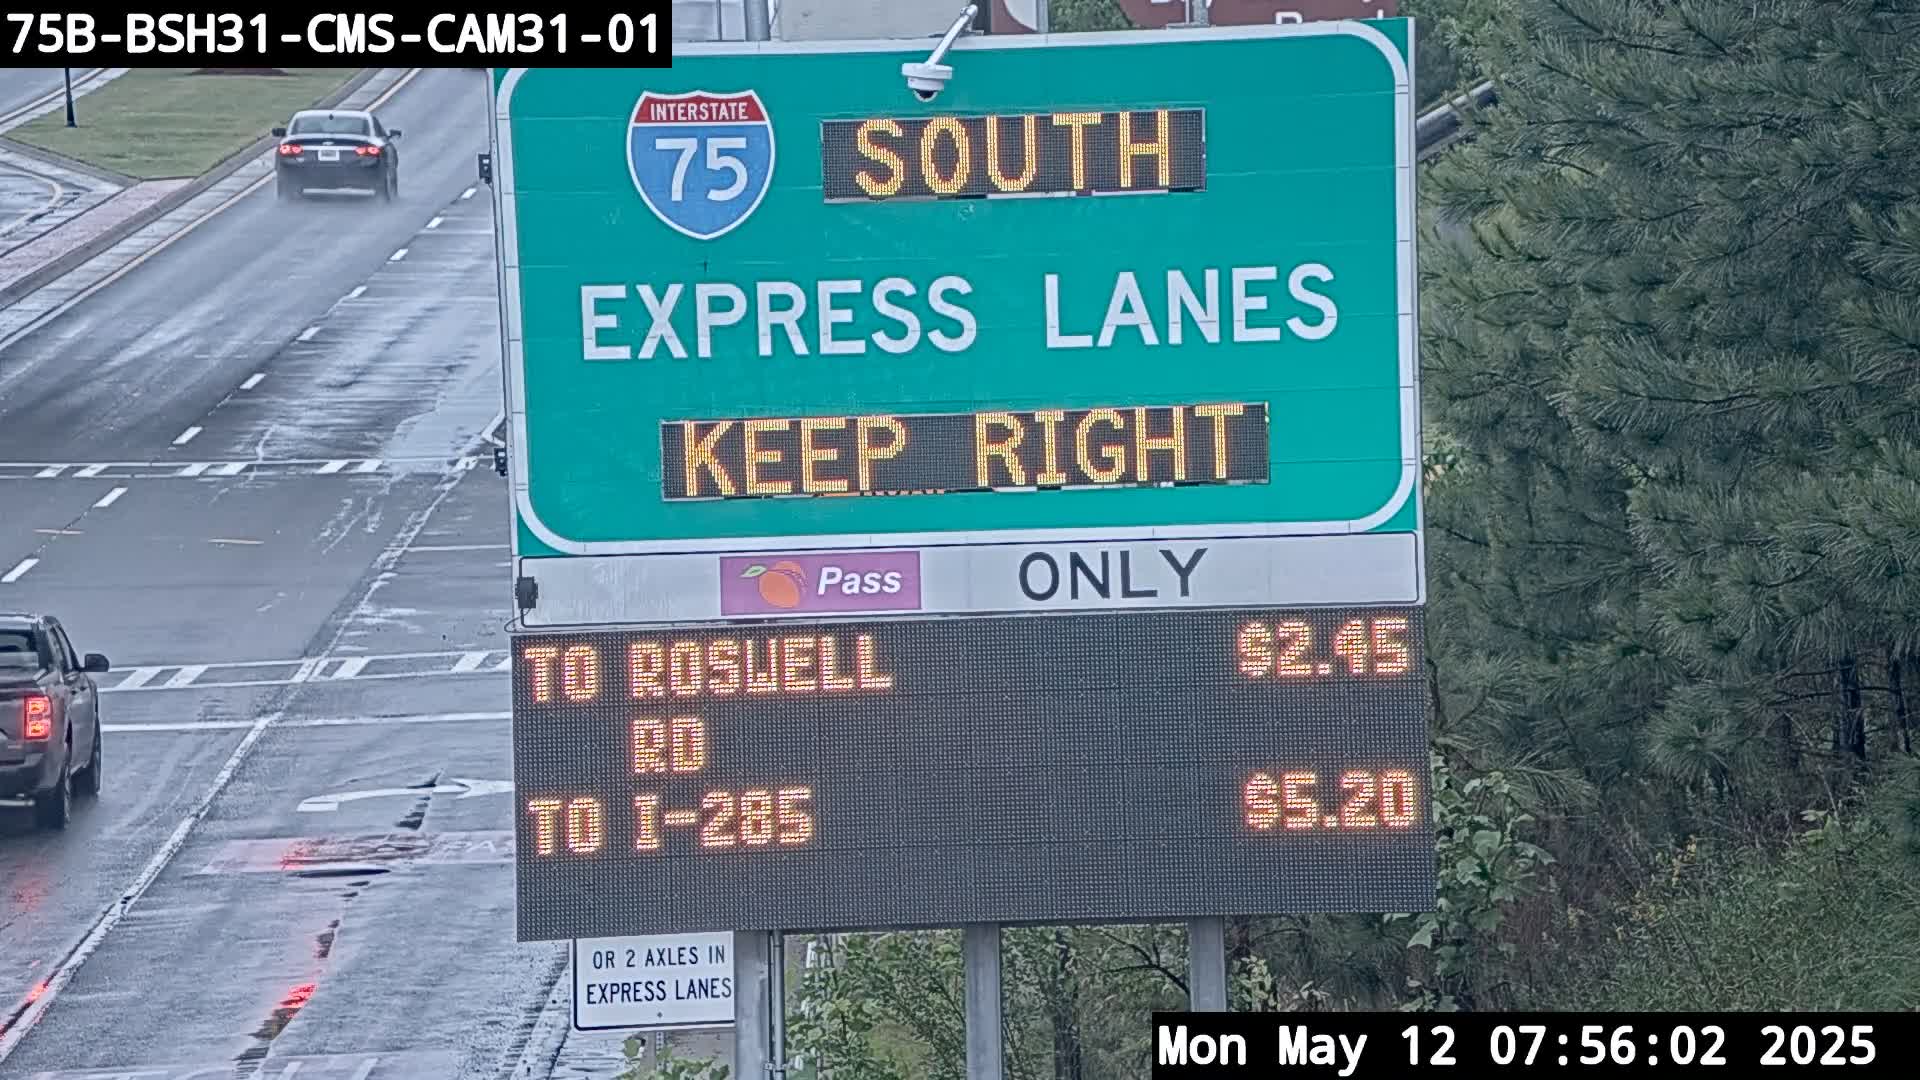 75B-BSH31-CMS-CAM31-01
INTERSTATE
75
SOUTH
EXPRESS LANES
KEEP RIGHT
Pass ONLY
TO ROSWELL $2.45
RD
TO I-285 $5.20
OR 2 AXLES IN
EXPRESS LANES
Mon May 12 07:56:02 2025